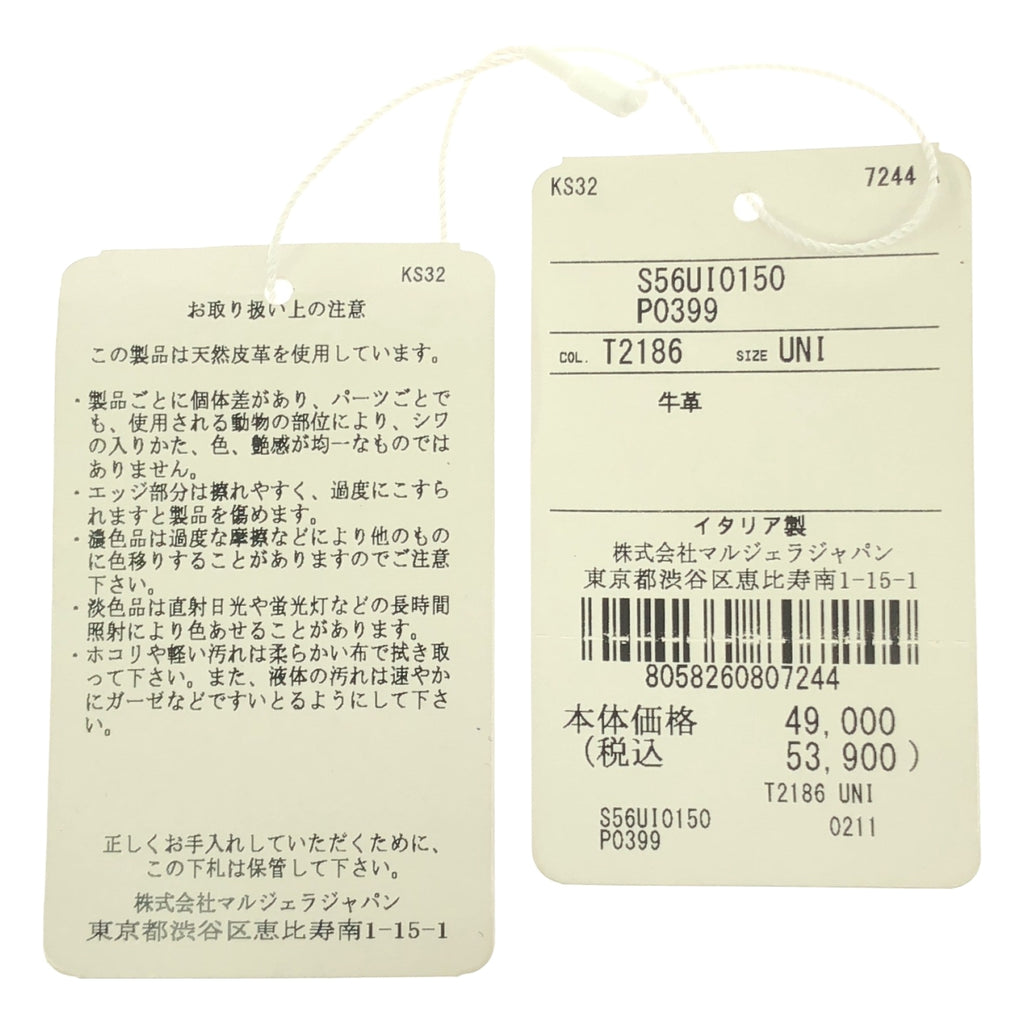 KS32
お取り扱い上の注意
この製品は天然皮革を使用しています。
・製品ごとに個体差があり、パーツごとで
も、使用される動物の部位により、シワ
の入りかた、色、艶感が均一なものでは
ありません。
・エッジ部分は擦れやすく、過度にこすら
れますと製品を傷めます。
・濃色品は過度な摩擦などにより他のもの
に色移りすることがありますのでご注意
下さい。
・淡色品は直射日光や蛍光灯などの長時間
照射により色あせることがあります。
・ホコリや軽い汚れは柔らかい布で拭き取
って下さい。また、液体の汚れは速やか
にガーゼなどですいとるようにして下さ
い。
正しくお手入れしていただくために、
この下札は保管して下さい。
株式会社マルジェラジャパン
東京都渋谷区恵比寿南1-15-1
KS32 7244
S56UI0150
P0399
COL. T2186 SIZE UNI
牛革
イタリア製
株式会社マルジェラジャパン
東京都渋谷区恵比寿南1-15-1
8058260807244
本体価格 49,000
(税込 53,900)
T2186 UNI
S56UI0150 0211
P0399